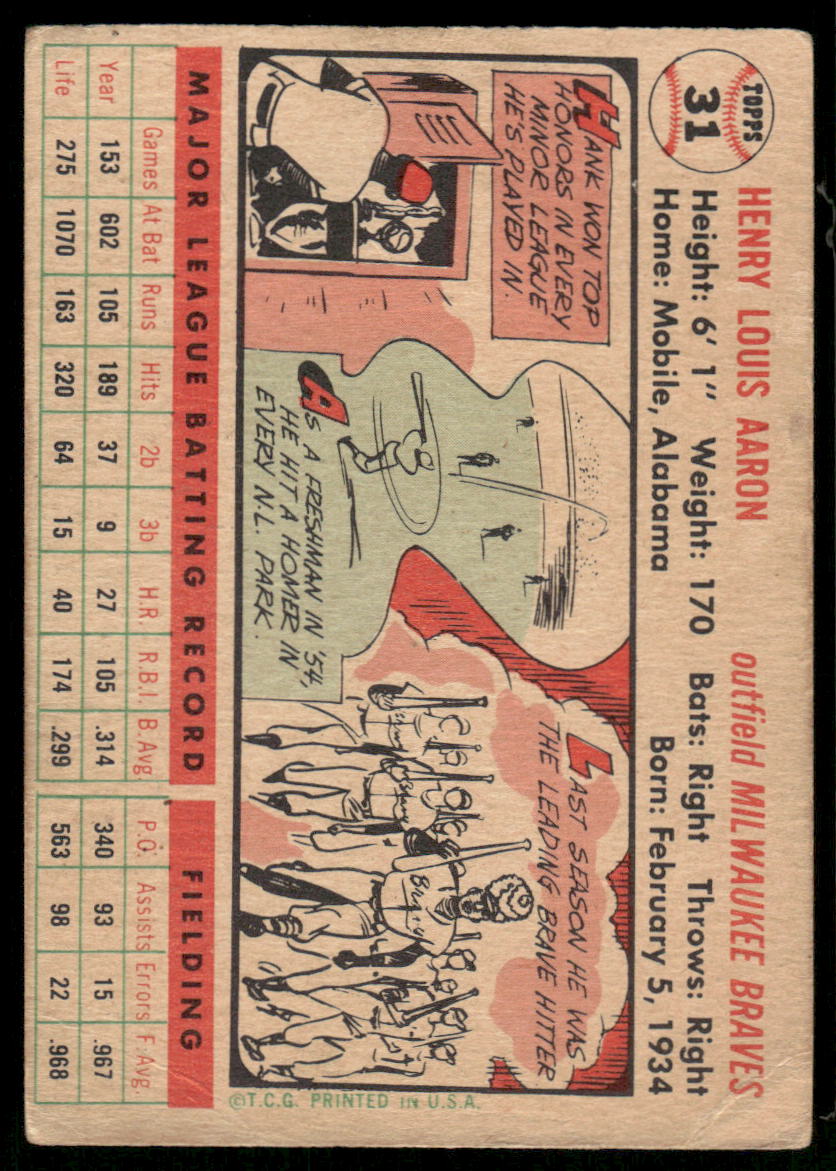 TOPPS
31
HENRY LOUIS AARON outfield MILWAUKEE BRAVES
Height: 6' 1" Weight: 170 Bats: Right Throws: Right
Home: Mobile, Alabama Born: February 5, 1934
HANK WON TOP
HONORS IN EVERY
MINOR LEAGUE
HE'S PLAYED IN.
AS A FRESHMAN IN '54,
HE HIT A HOMER IN
EVERY N.L. PARK.
LAST SEASON HE WAS
THE LEADING BRAVE HITTER
Braves
©T.C.G. PRINTED IN U.S.A.
MAJOR LEAGUE BATTING RECORD FIELDING
Games At Bat Runs Hits 2b 3b H.R. R.B.I. B. Avg. P.O. Assists Errors F. Avg.
Year 153 602 105 189 37 9 27 105 .314 340 93 15 .967
Life 275 1070 163 320 64 15 40 174 .299 563 98 22 .968